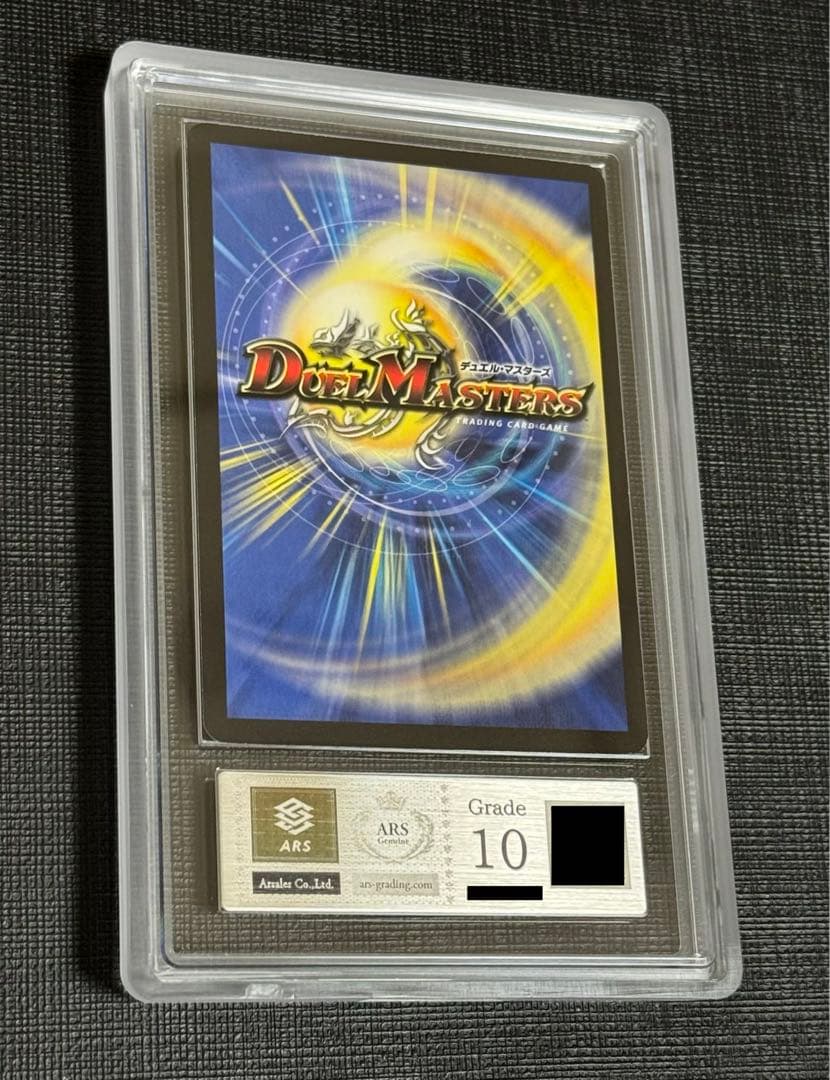 デュエル・マスターズ
DUEL MASTERS
TRADING CARD GAME
ARS
ARS
Genuine
Grade
10
Arsales Co.,Ltd.
ars-grading.com